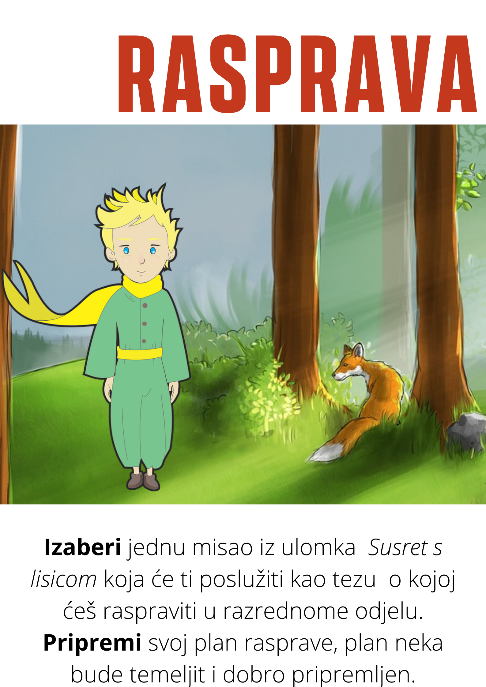 RASPRAVA
Izaberi jednu misao iz ulomka Susret s
lisicom koja će ti poslužiti kao tezu o kojoj
ćeš raspraviti u razrednome odjelu.
Pripremi svoj plan rasprave, plan neka
bude temeljit i dobro pripremljen.